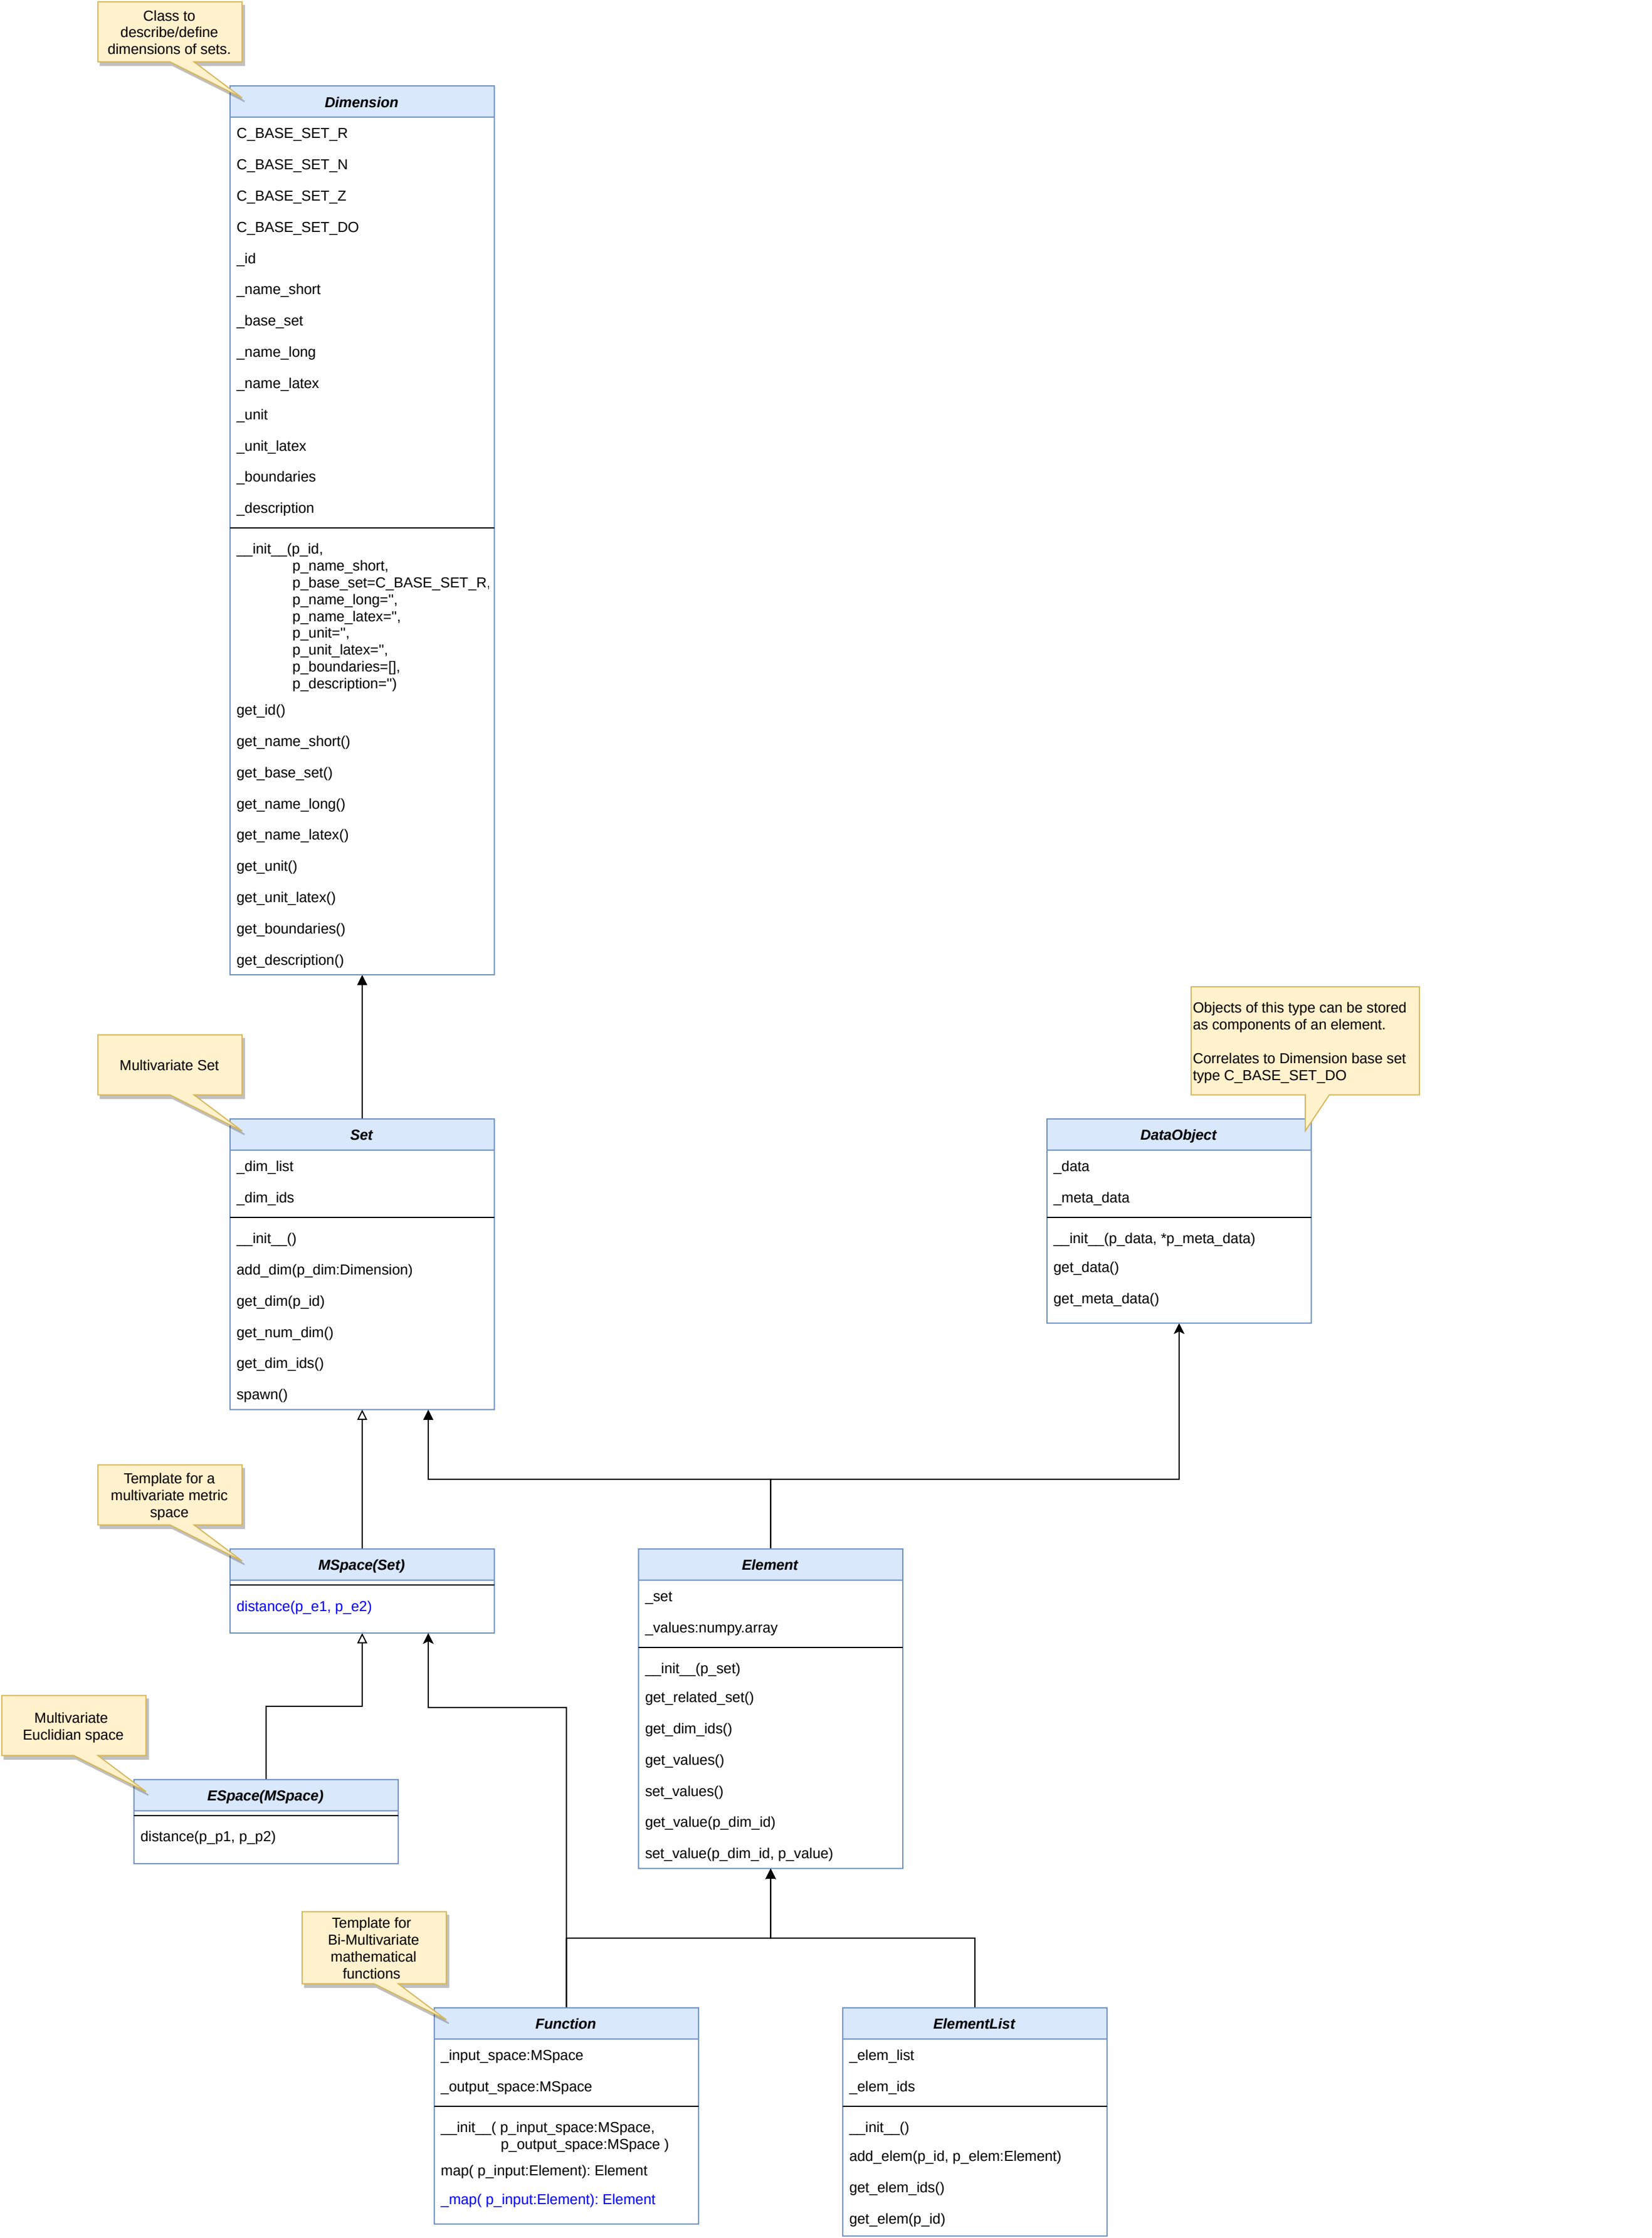 Class to
describe/define
dimensions of sets.
Dimension
C_BASE_SET_R
C_BASE_SET_N
C_BASE_SET_Z
C_BASE_SET_DO
_id
_name_short
_base_set
_name_long
_name_latex
_unit
_unit_latex
_boundaries
_description
__init__(p_id,
p_name_short,
p_base_set=C_BASE_SET_R,
p_name_long='',
p_name_latex='',
p_unit='',
p_unit_latex='',
p_boundaries=[],
p_description='')
get_id()
get_name_short()
get_base_set()
get_name_long()
get_name_latex()
get_unit()
get_unit_latex()
get_boundaries()
get_description()
Multivariate Set
Set
_dim_list
_dim_ids
__init__()
add_dim(p_dim:Dimension)
get_dim(p_id)
get_num_dim()
get_dim_ids()
spawn()
Objects of this type can be stored
as components of an element.
Correlates to Dimension base set
type C_BASE_SET_DO
DataObject
_data
_meta_data
__init__(p_data, *p_meta_data)
get_data()
get_meta_data()
Template for a
multivariate metric
space
MSpace(Set)
distance(p_e1, p_e2)
Element
_set
_values:numpy.array
__init__(p_set)
get_related_set()
get_dim_ids()
get_values()
set_values()
get_value(p_dim_id)
set_value(p_dim_id, p_value)
Multivariate
Euclidian space
ESpace(MSpace)
distance(p_p1, p_p2)
Template for
Bi-Multivariate
mathematical
functions
Function
_input_space:MSpace
_output_space:MSpace
__init__( p_input_space:MSpace,
p_output_space:MSpace )
map( p_input:Element): Element
_map( p_input:Element): Element
ElementList
_elem_list
_elem_ids
__init__()
add_elem(p_id, p_elem:Element)
get_elem_ids()
get_elem(p_id)